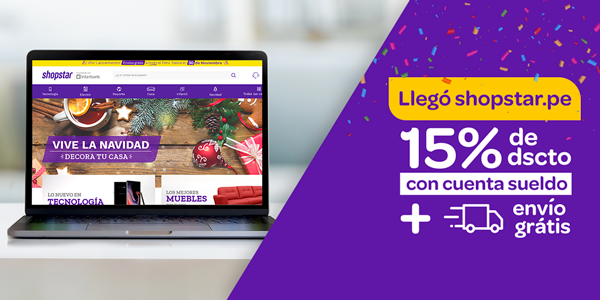 shopstar
VIVE LA NAVIDAD
DECORA TU CASA
LO NUEVO EN
TECNOLOGÍA
LOS MEJORES
MUEBLES
Llegó shopstar.pe
15% de
dscto
con cuenta sueldo
+ envío
grátis